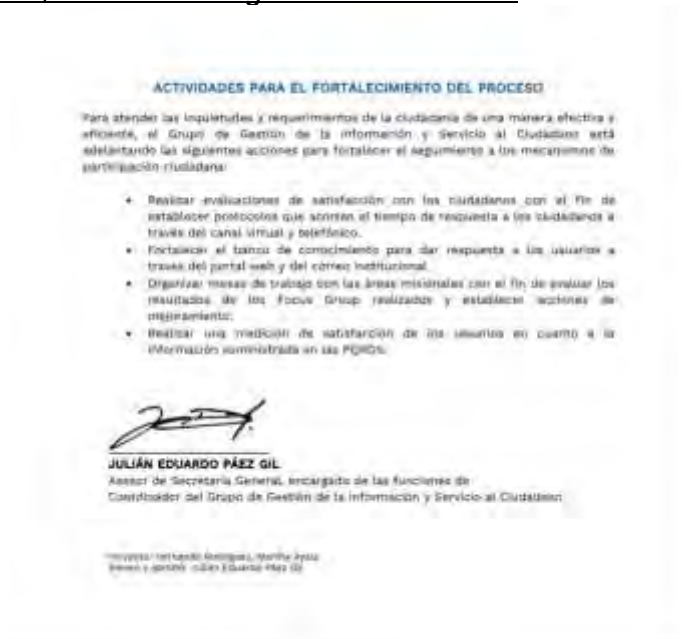 ACTIVIDADES PARA EL FORTALECIMIENTO DEL PROCESO
Para atender las inquietudes y requerimientos de la ciudadanía de una manera efectiva y
eficiente, el Grupo de Gestión de la Información y Servicio al Ciudadano está
adelantando las siguientes acciones para fortalecer el seguimiento a los mecanismos de
participación ciudadana:
• Realizar evaluaciones de satisfacción con los ciudadanos con el fin de
establecer protocolos que acorten el tiempo de respuesta a los ciudadanos a
través del canal virtual y telefónico.
• Fortalecer el banco de conocimiento para dar respuesta a los usuarios a
través del portal web y del correo institucional.
• Organizar mesas de trabajo con las áreas misionales con el fin de evaluar los
resultados de los Focus Group realizados y establecer acciones de
mejoramiento.
• Realizar una medición de satisfacción de los usuarios en cuanto a la
información suministrada en las PQRDS.
JULIÁN EDUARDO PÁEZ GIL
Asesor de Secretaría General, encargado de las funciones de
Coordinador del Grupo de Gestión de la Información y Servicio al Ciudadano
Julián Eduardo Páez Gil